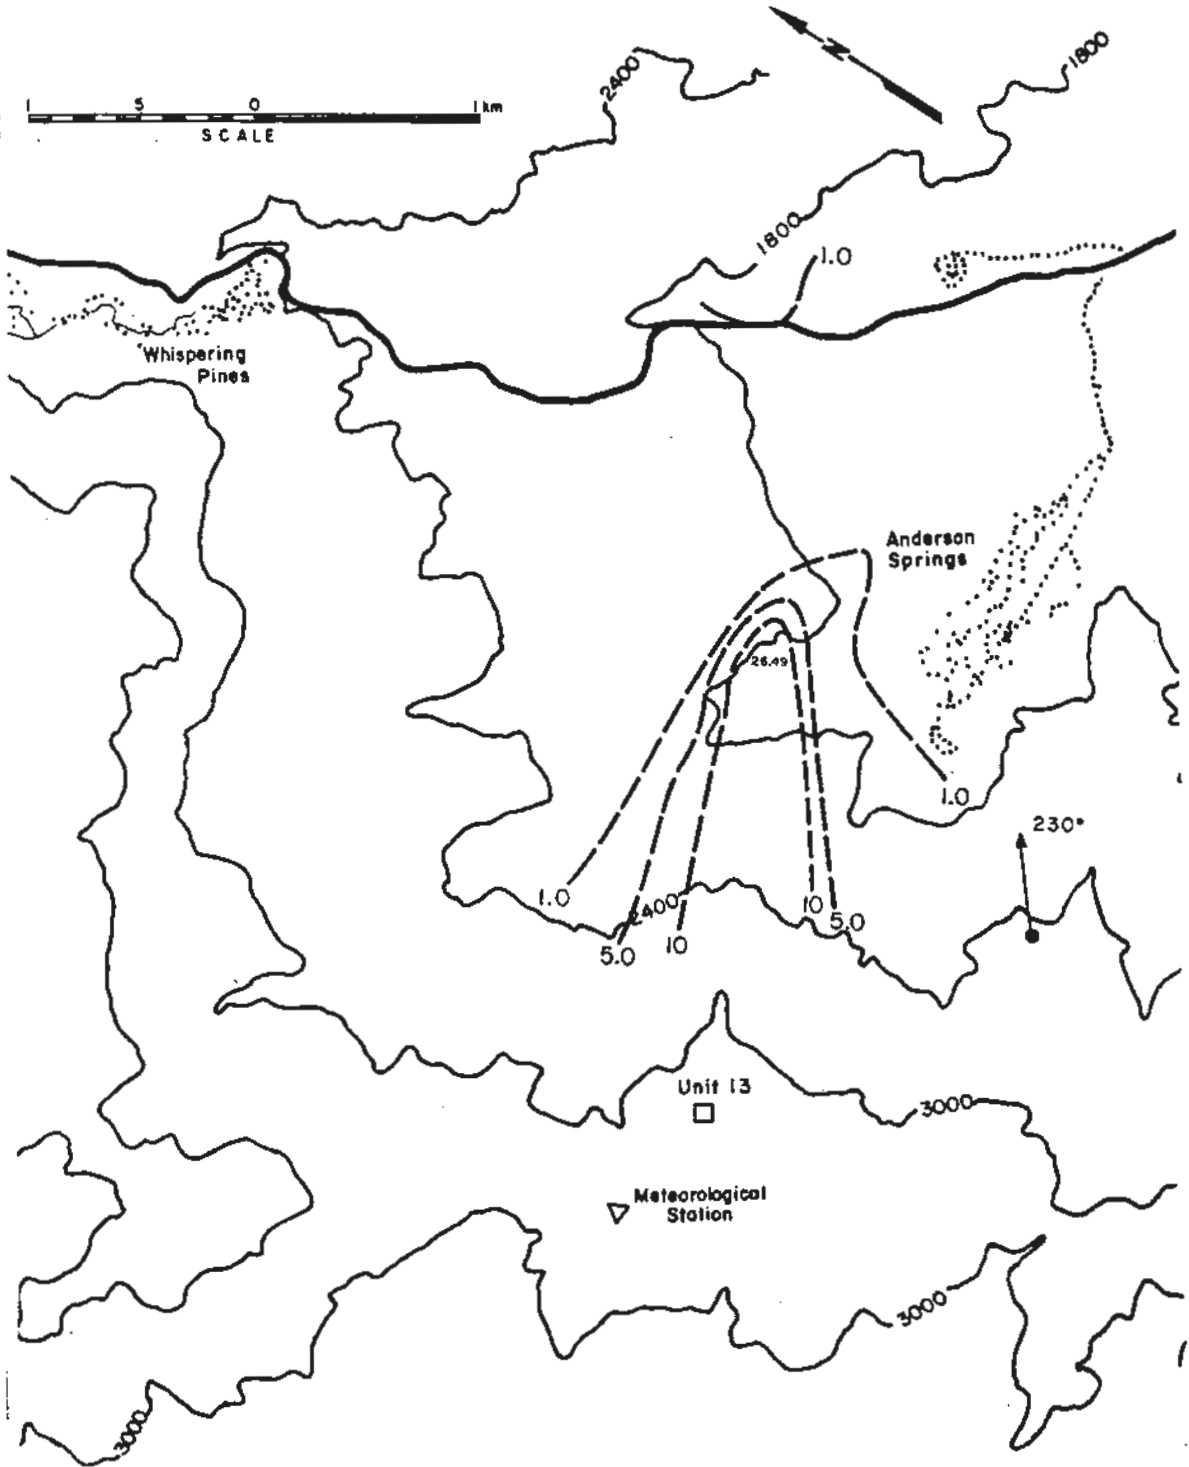 N
1800
2400
1 5 0 1 km
SCALE
1800
1.0
Whispering
Pines
Anderson
Springs
26.49
1.0
230°
1.0
2400
10
5.0
10
5.0
Unit 13
3000
Meteorological
Station
3000
3000